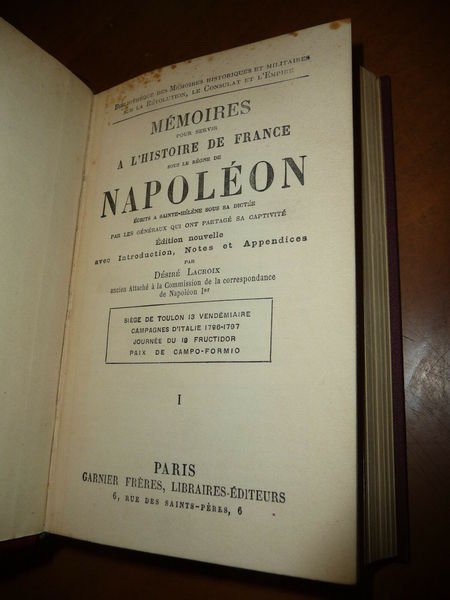 BIBLIOTHÈQUE DES MÉMOIRES HISTORIQUES ET MILITAIRES
SUR LA RÉVOLUTION, LE CONSULAT ET L'EMPIRE
MÉMOIRES
POUR SERVIR
A L'HISTOIRE DE FRANCE
SOUS LE RÈGNE DE
NAPOLÉON
ÉCRITS A SAINTE-HÉLÈNE SOUS SA DICTÉE
PAR LES GÉNÉRAUX QUI ONT PARTAGÉ SA CAPTIVITÉ
Édition nouvelle
avec Introduction, Notes et Appendices
PAR
DÉSIRÉ LACROIX
ancien Attaché à la Commission de la correspondance
de Napoléon Ier
SIÈGE DE TOULON 13 VENDÉMIAIRE
CAMPAGNES D'ITALIE 1796-1797
JOURNÉE DU 18 FRUCTIDOR
PAIX DE CAMPO-FORMIO
I
PARIS
GARNIER FRÈRES, LIBRAIRES-ÉDITEURS
6, RUE DES SAINTS-PÈRES, 6